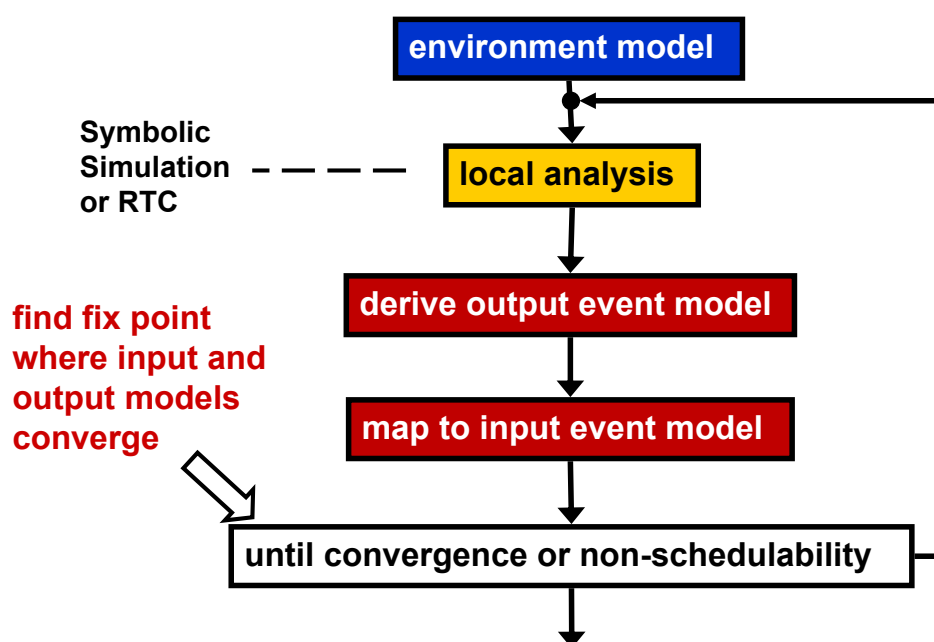 environment model
Symbolic
Simulation
or RTC
local analysis
derive output event model
find fix point
where input and
output models
converge
map to input event model
until convergence or non-schedulability